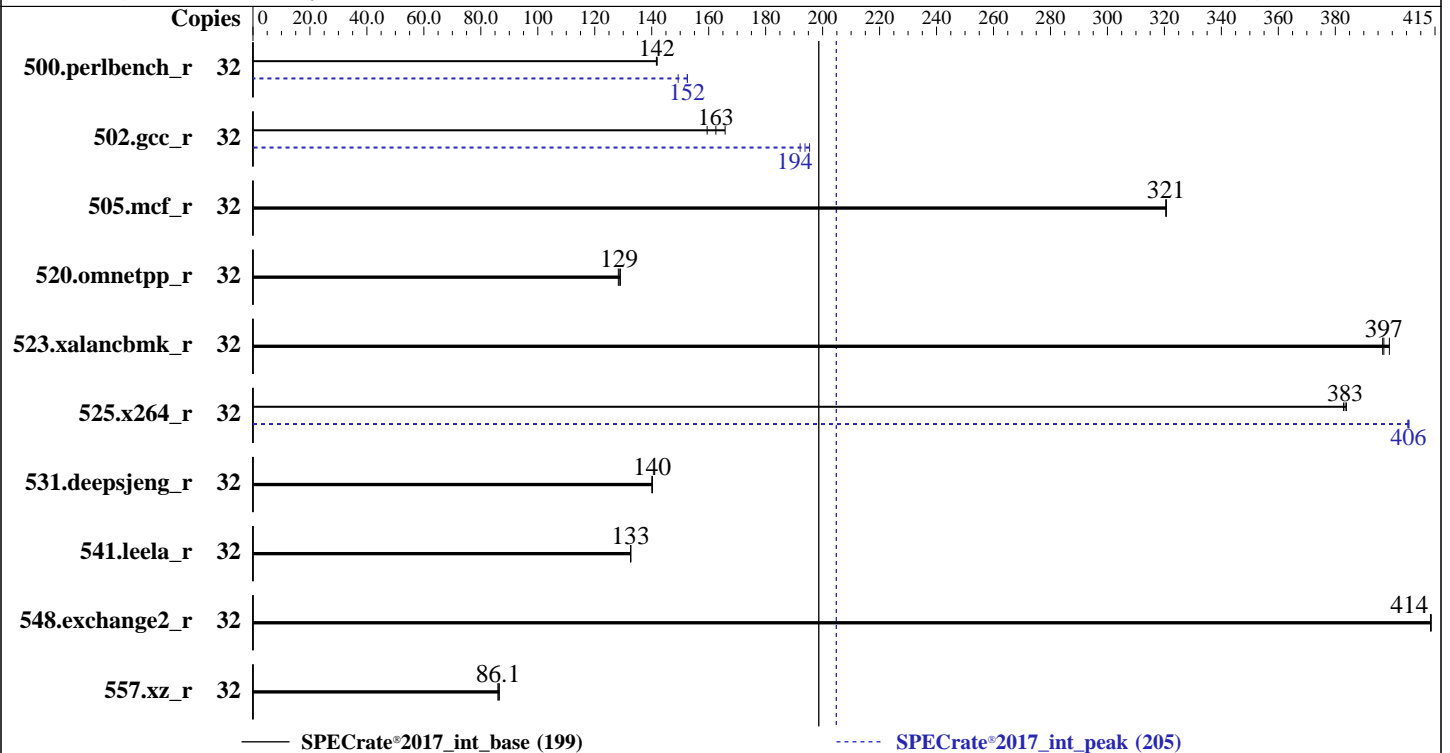 Copies 0 20.0 40.0 60.0 80.0 100 120 140 160 180 200 220 240 260 280 300 320 340 360 380 415
500.perlbench_r 32 142
152
502.gcc_r 32 163
194
505.mcf_r 32 321
520.omnetpp_r 32 129
523.xalancbmk_r 32 397
525.x264_r 32 383
406
531.deepsjeng_r 32 140
541.leela_r 32 133
548.exchange2_r 32 414
557.xz_r 32 86.1
SPECrate®2017_int_base (199) SPECrate®2017_int_peak (205)